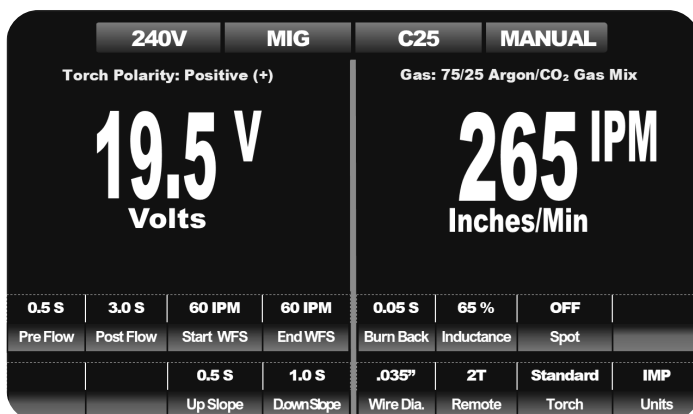 240V MIG C25 MANUAL
Torch Polarity: Positive (+) Gas: 75/25 Argon/CO₂ Gas Mix
19.5 V 265 IPM
Volts Inches/Min
0.5 S 3.0 S 60 IPM 60 IPM 0.05 S 65 % OFF
Pre Flow Post Flow Start WFS End WFS Burn Back Inductance Spot
0.5 S 1.0 S .035” 2T Standard IMP
Up Slope Down Slope Wire Dia. Remote Torch Units